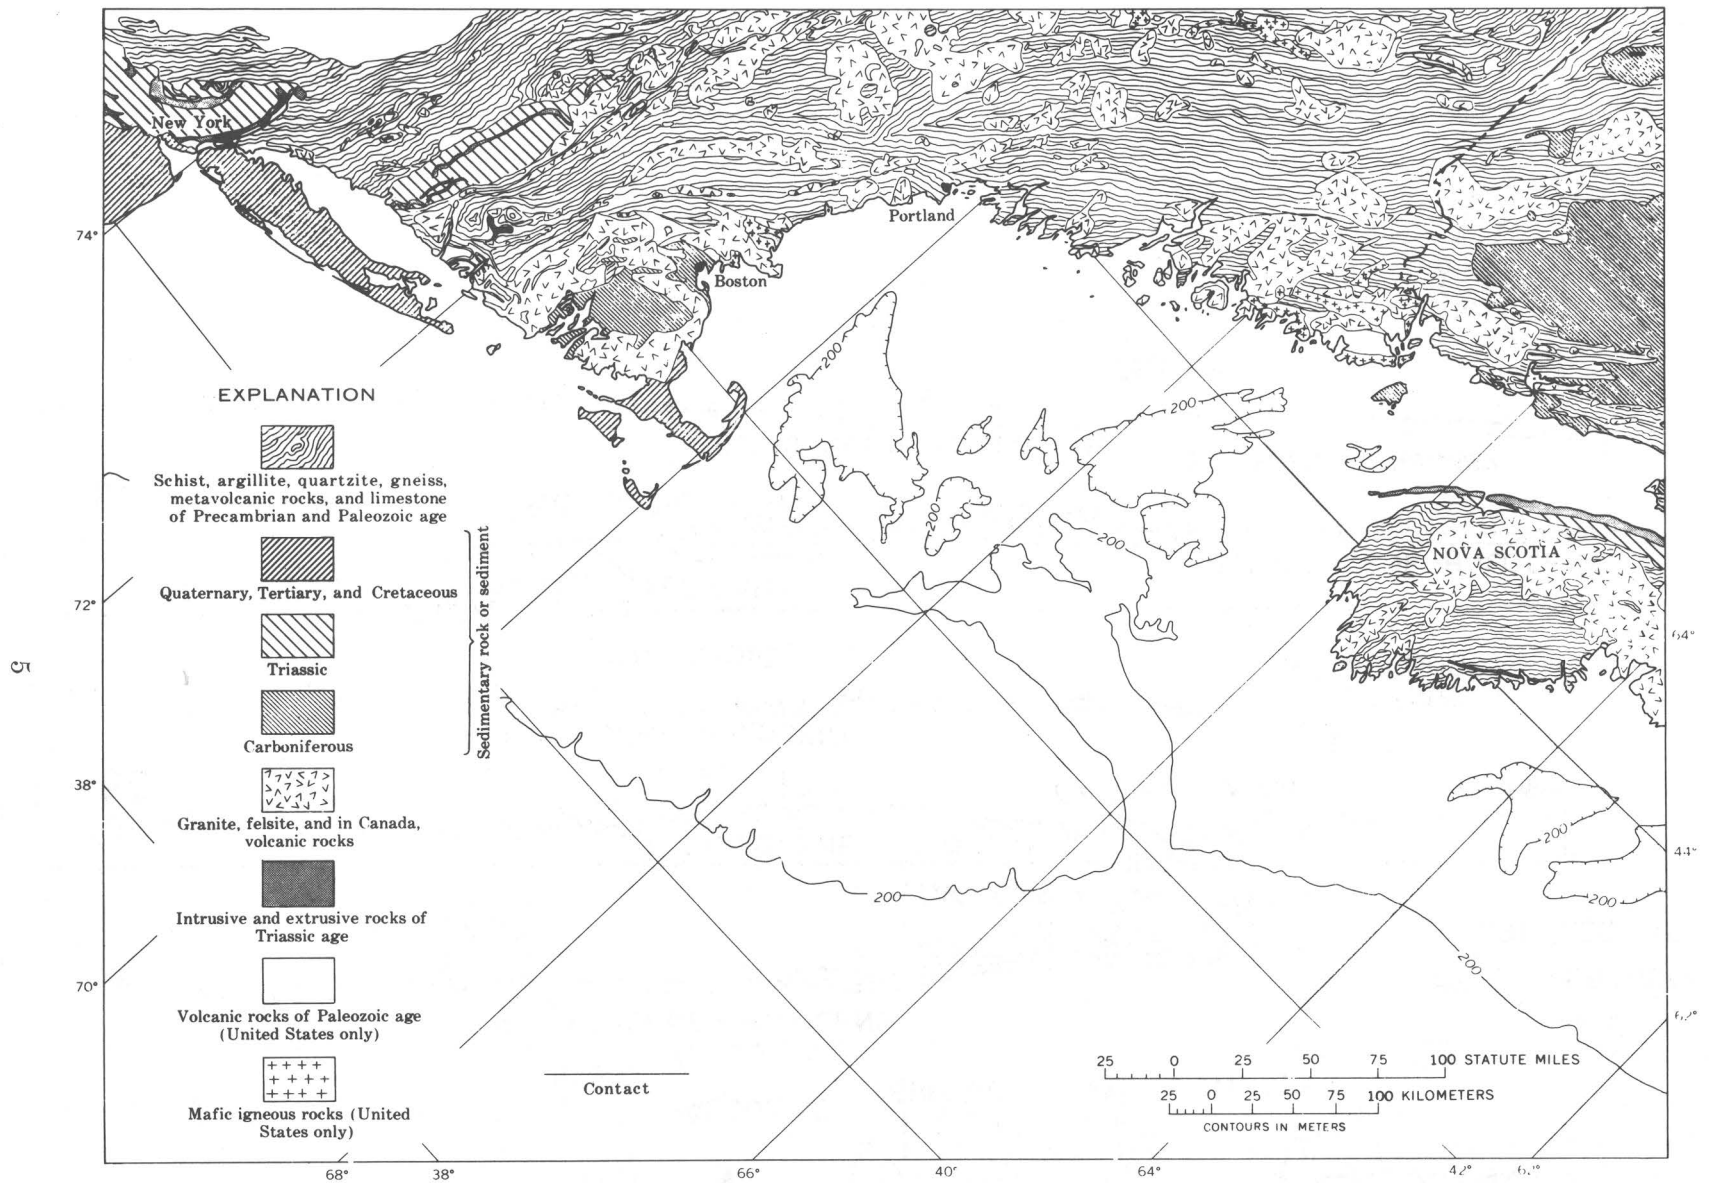 New York
Portland
Boston
NOVA SCOTIA
74°
72°
38°
70°
5
EXPLANATION
Schist, argillite, quartzite, gneiss,
metavolcanic rocks, and limestone
of Precambrian and Paleozoic age
Quaternary, Tertiary, and Cretaceous
Triassic
Carboniferous
Sedimentary rock or sediment
Granite, felsite, and in Canada,
volcanic rocks
Intrusive and extrusive rocks of
Triassic age
Volcanic rocks of Paleozoic age
(United States only)
Mafic igneous rocks (United
States only)
Contact
200
200
200
200
200
200
200
200
64°
44°
25 0 25 50 75 100 STATUTE MILES
25 0 25 50 75 100 KILOMETERS
CONTOURS IN METERS
68°
38°
66°
40°
64°
42°